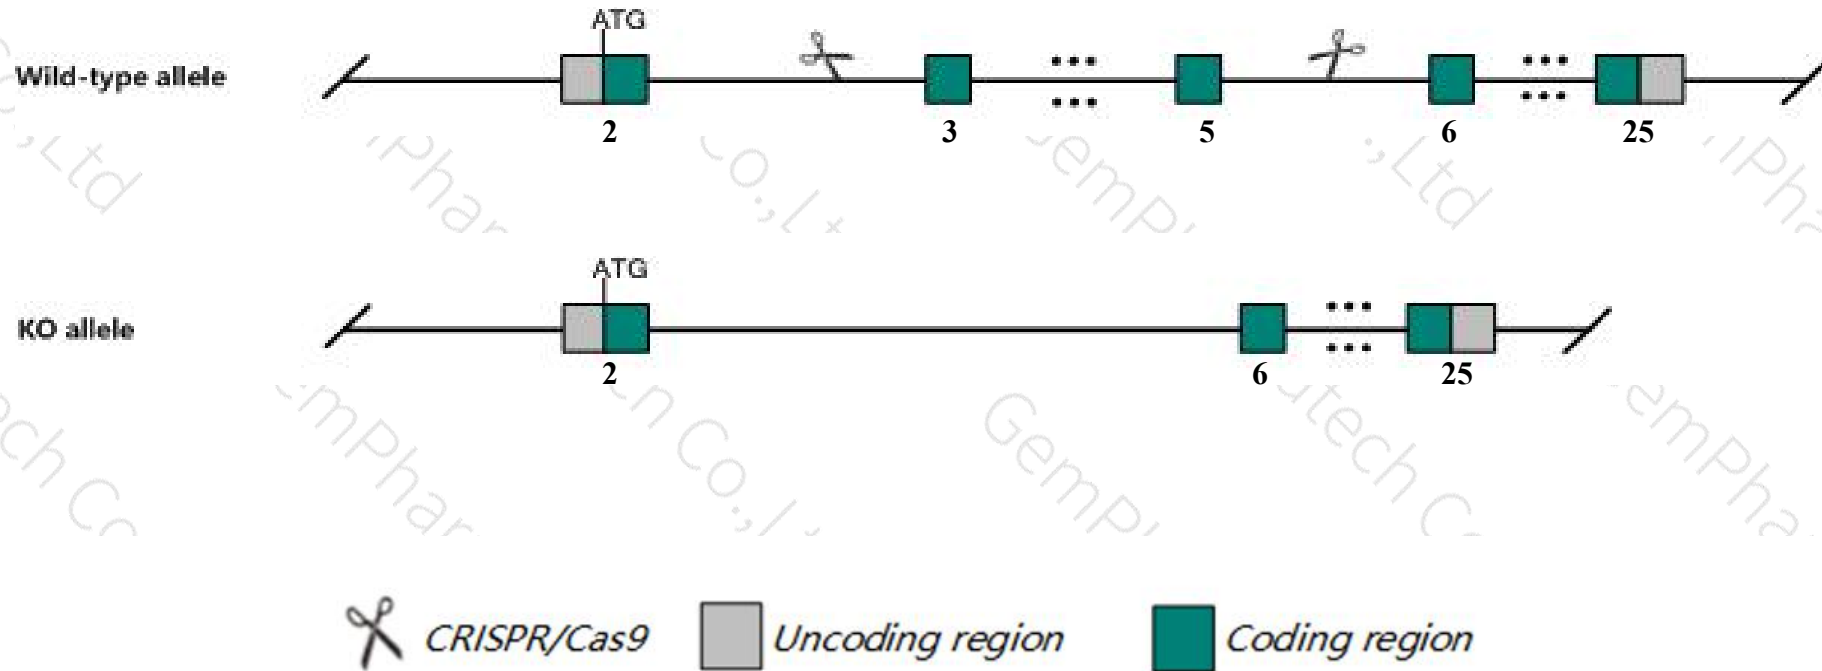 ATG
Wild-type allele
2 3 5 6 25
ATG
KO allele
2 6 25
CRISPR/Cas9 Uncoding region Coding region